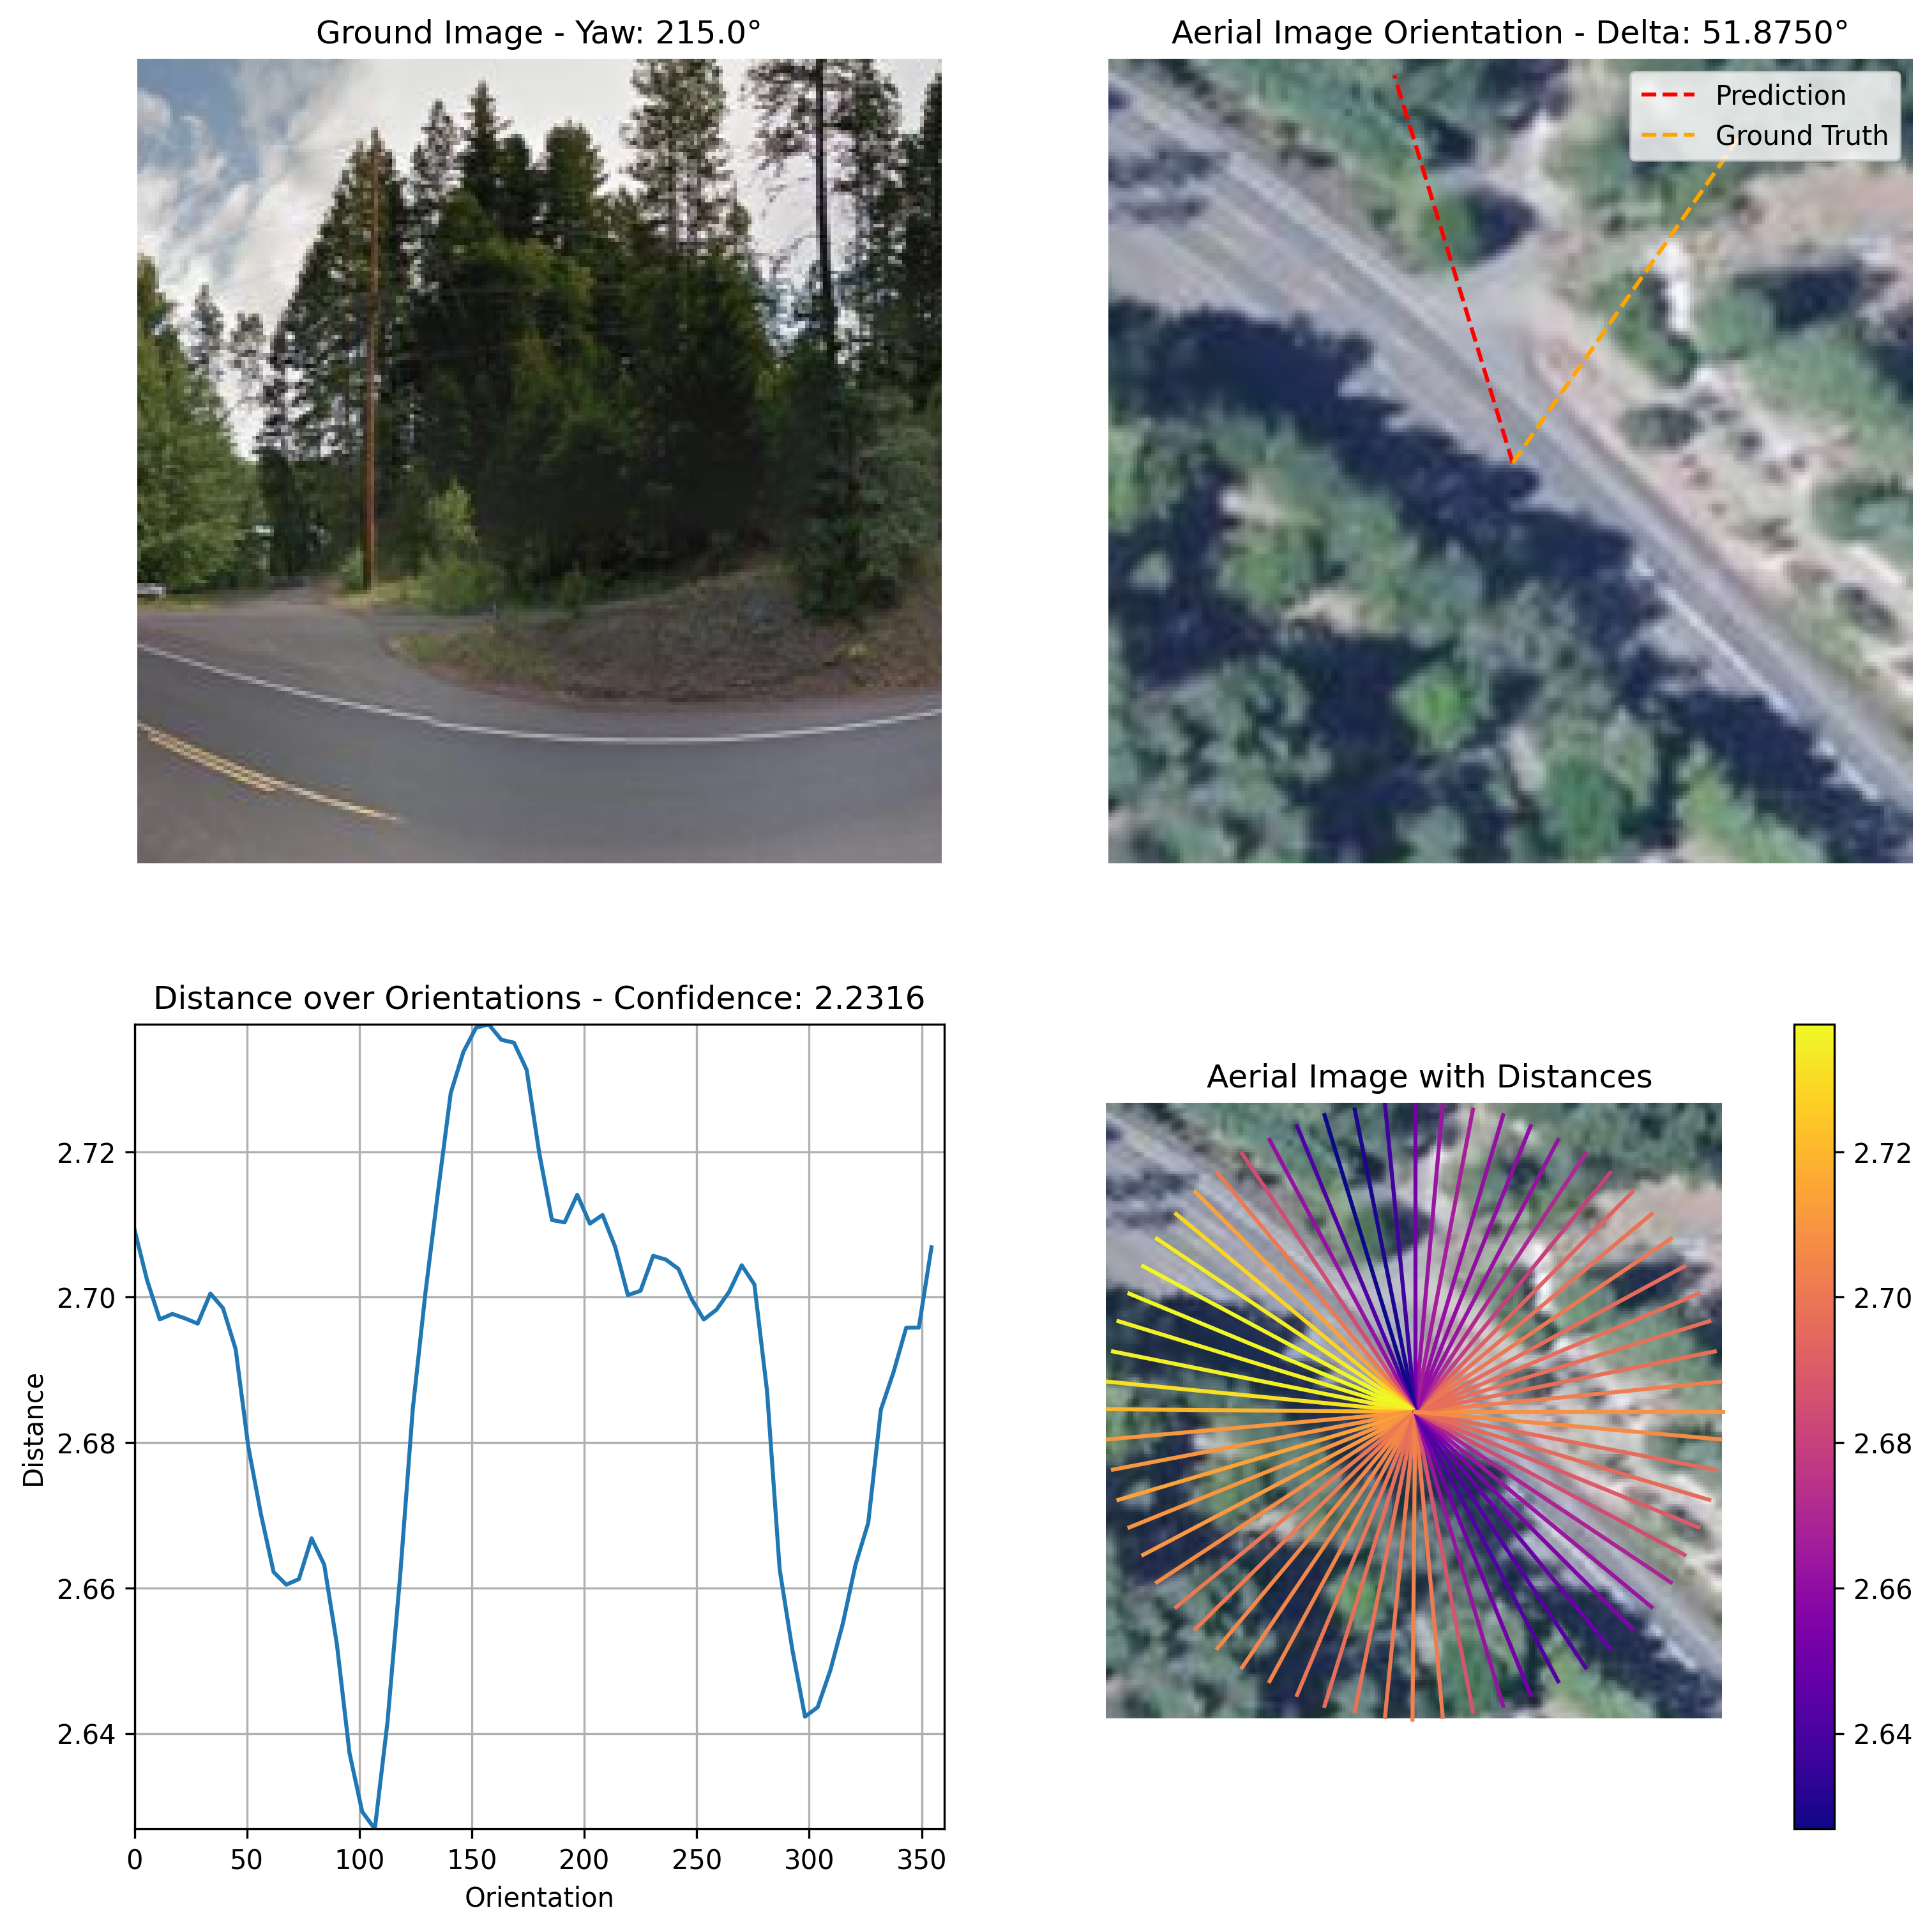 Ground Image - Yaw: 215.0°
Aerial Image Orientation - Delta: 51.8750°
Prediction
Ground Truth
Distance over Orientations - Confidence: 2.2316
2.72
2.70
2.68
2.66
2.64
Distance
0 50 100 150 200 250 300 350
Orientation
Aerial Image with Distances
2.72
2.70
2.68
2.66
2.64